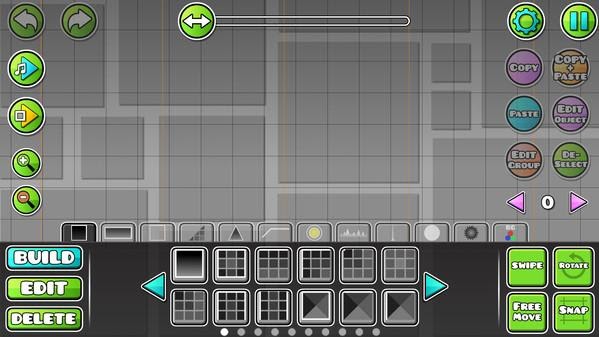 COPY
COPY
+
PASTE
PASTE
EDIT
OBJECT
EDIT
GROUP
DE-
SELECT
0
BG
BUILD
EDIT
DELETE
SWIPE
ROTATE
FREE
MOVE
SNAP